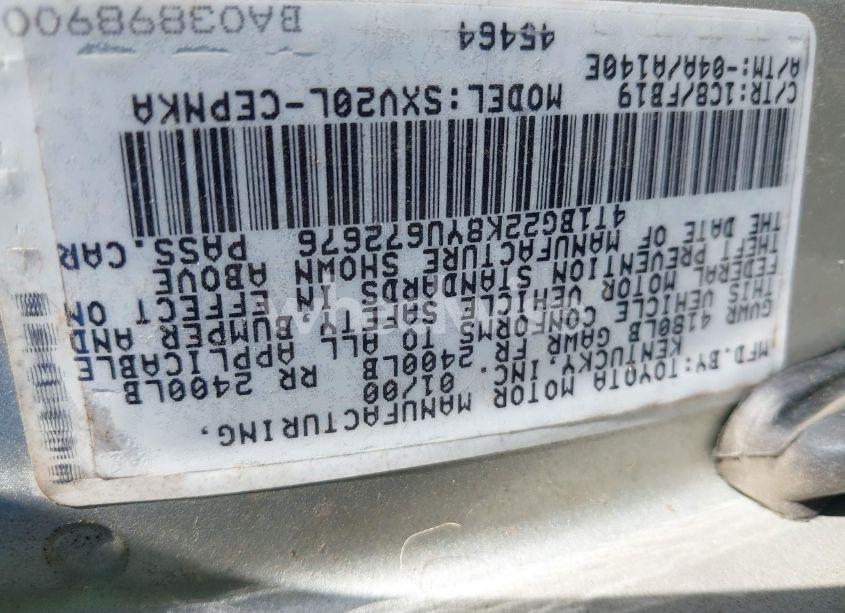 MFD.BY:TOYOTA MOTOR MANUFACTURING,
KENTUCKY,INC. 01/00
GVWR 4180LB GAWR FR 2400LB RR 2400LB
THIS VEHICLE CONFORMS TO ALL APPLICABLE
FEDERAL MOTOR VEHICLE SAFETY BUMPER AND
THEFT PREVENTION STANDARDS IN EFFECT ON
THE DATE OF MANUFACTURE SHOWN ABOVE
4T1BG22K8YU672676 PASS.CAR
C/TR:1C8/FB19 MODEL:SXV20L-CEPNKA
A/TM:-04A/A140E
45464
BA0389890O